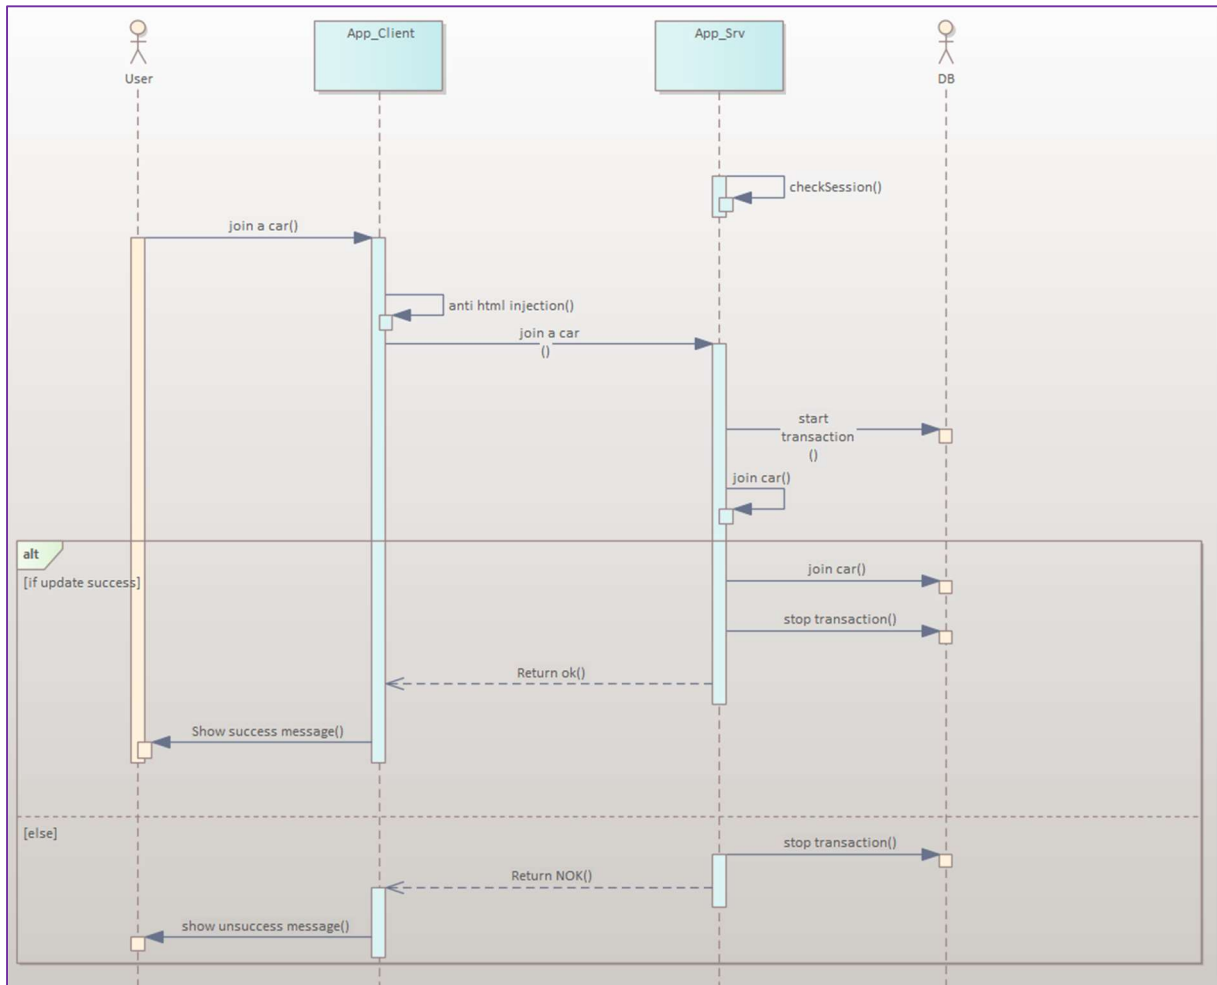 User
App_Client
App_Srv
DB
checkSession()
join a car()
anti html injection()
join a car
()
start
transaction
()
join car()
alt
[if update success]
join car()
stop transaction()
Return ok()
Show success message()
[else]
stop transaction()
Return NOK()
show unsuccess message()